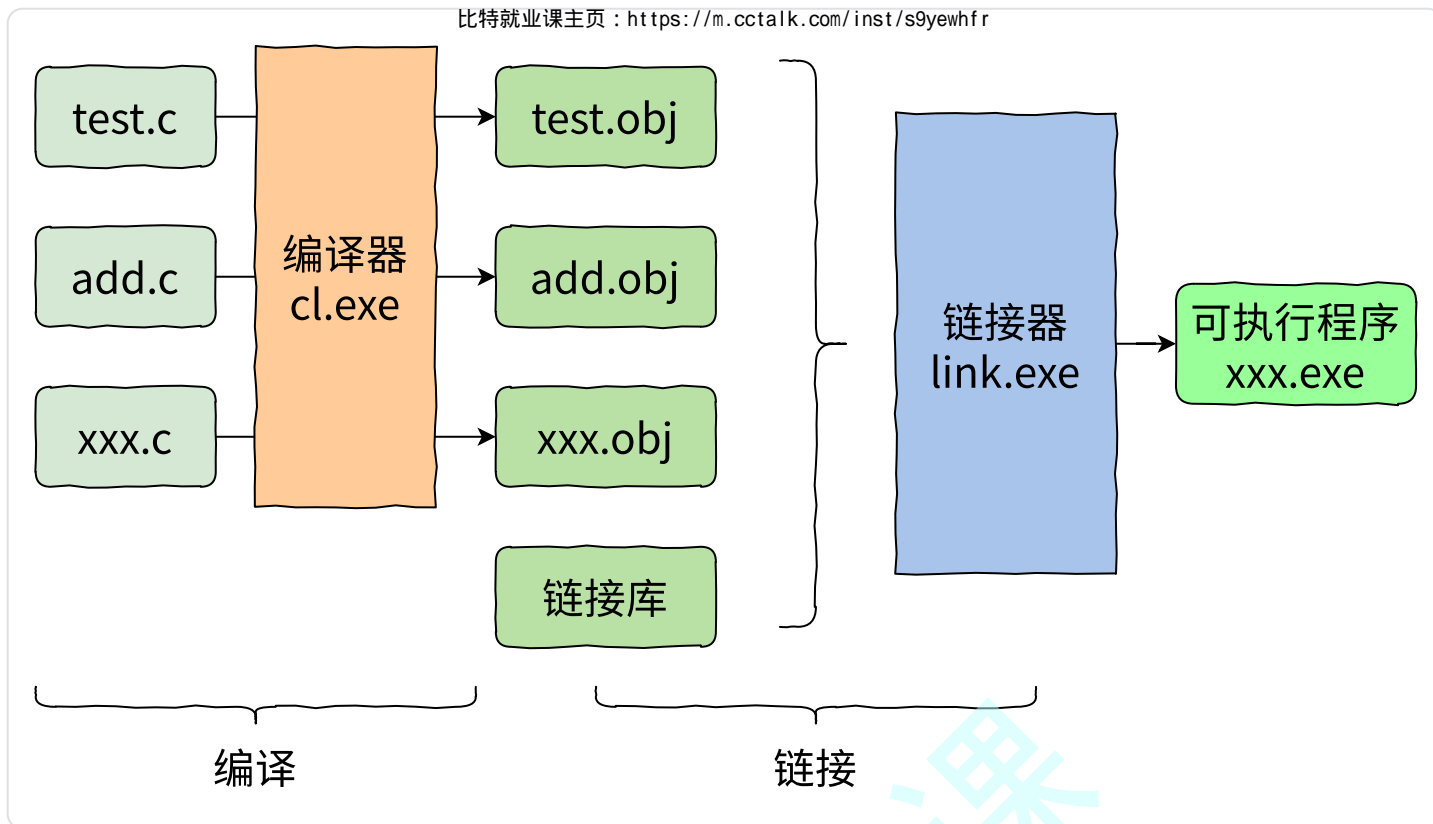 比特就业课主页：https://m.cctalk.com/inst/s9yewhfr
test.c
test.obj
add.c
编译器
cl.exe
add.obj
链接器
link.exe
可执行程序
xxx.exe
xxx.c
xxx.obj
链接库
编译
链接
课